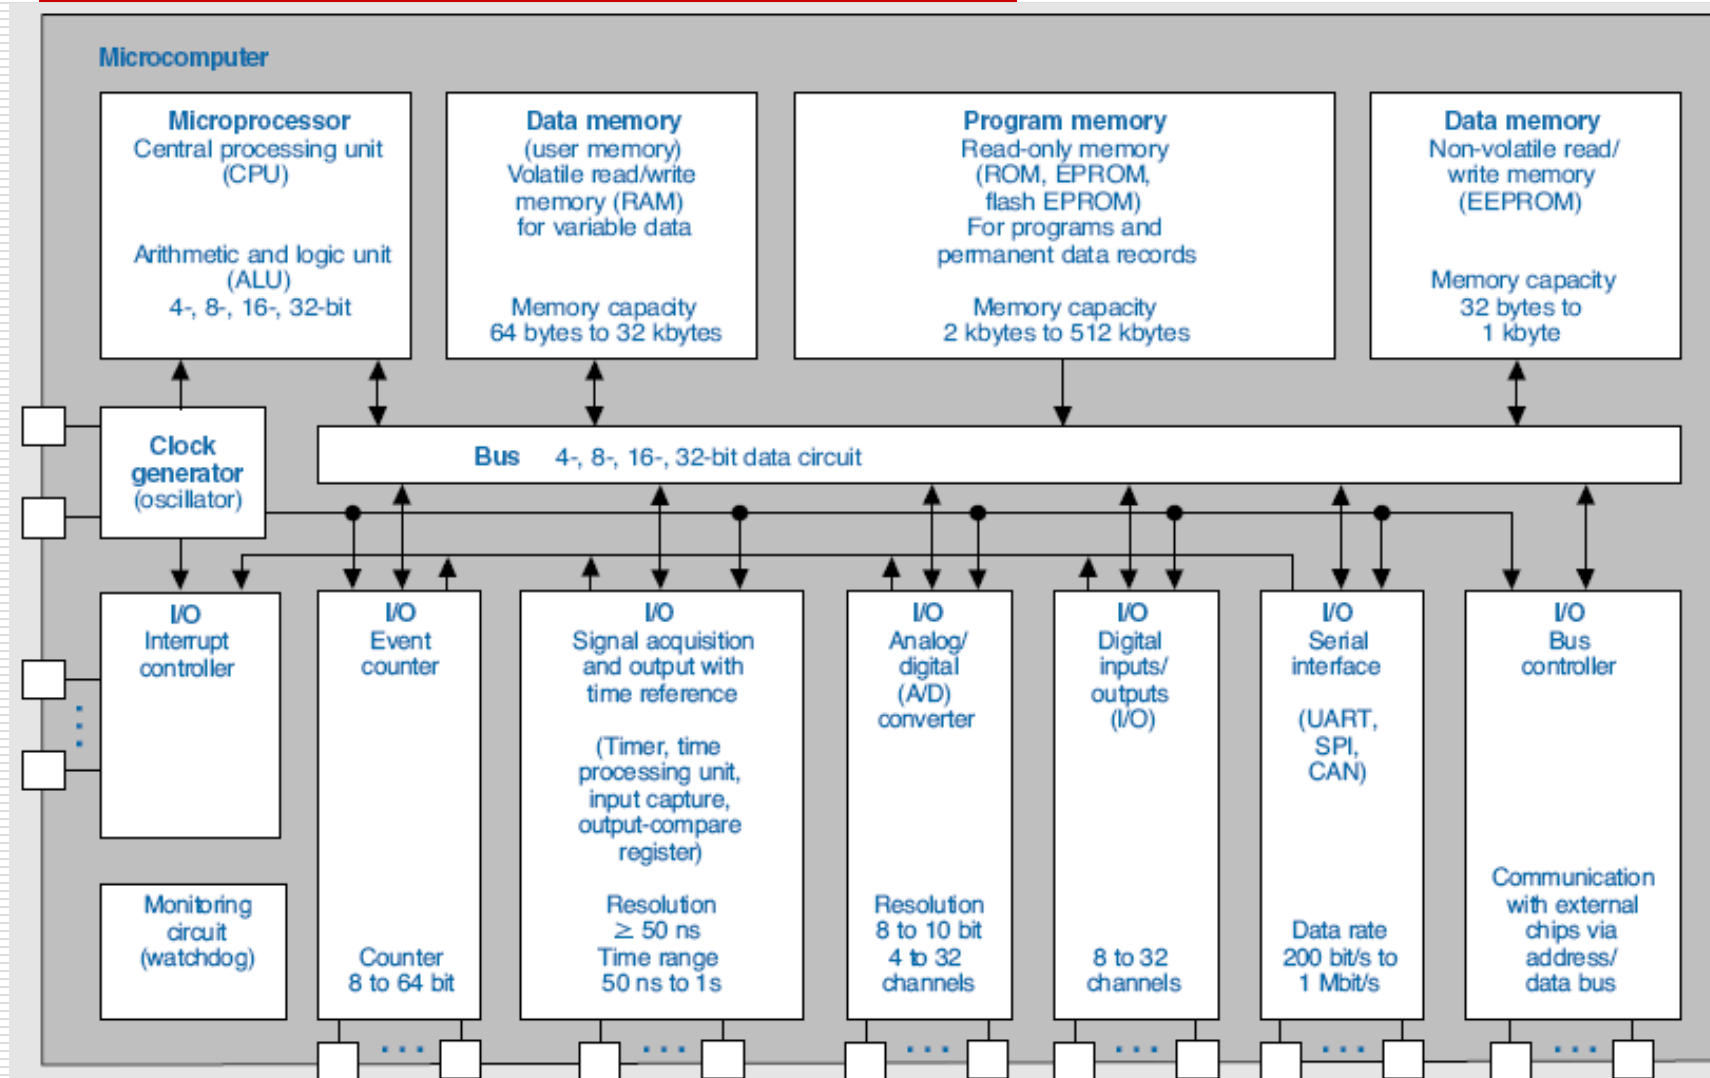 Microcomputer
Microprocessor
Central processing unit
(CPU)
Arithmetic and logic unit
(ALU)
4-, 8-, 16-, 32-bit
Data memory
(user memory)
Volatile read/write
memory (RAM)
for variable data
Memory capacity
64 bytes to 32 kbytes
Program memory
Read-only memory
(ROM, EPROM,
flash EPROM)
For programs and
permanent data records
Memory capacity
2 kbytes to 512 kbytes
Data memory
Non-volatile read/
write memory
(EEPROM)
Memory capacity
32 bytes to
1 kbyte
Clock
generator
(oscillator)
Bus 4-, 8-, 16-, 32-bit data circuit
I/O
Interrupt
controller
Monitoring
circuit
(watchdog)
I/O
Event
counter
Counter
8 to 64 bit
I/O
Signal acquisition
and output with
time reference
(Timer, time
processing unit,
input capture,
output-compare
register)
Resolution
≥ 50 ns
Time range
50 ns to 1s
I/O
Analog/
digital
(A/D)
converter
Resolution
8 to 10 bit
4 to 32
channels
I/O
Digital
inputs/
outputs
(I/O)
8 to 32
channels
I/O
Serial
interface
(UART,
SPI,
CAN)
Data rate
200 bit/s to
1 Mbit/s
I/O
Bus
controller
Communication
with external
chips via
address/
data bus